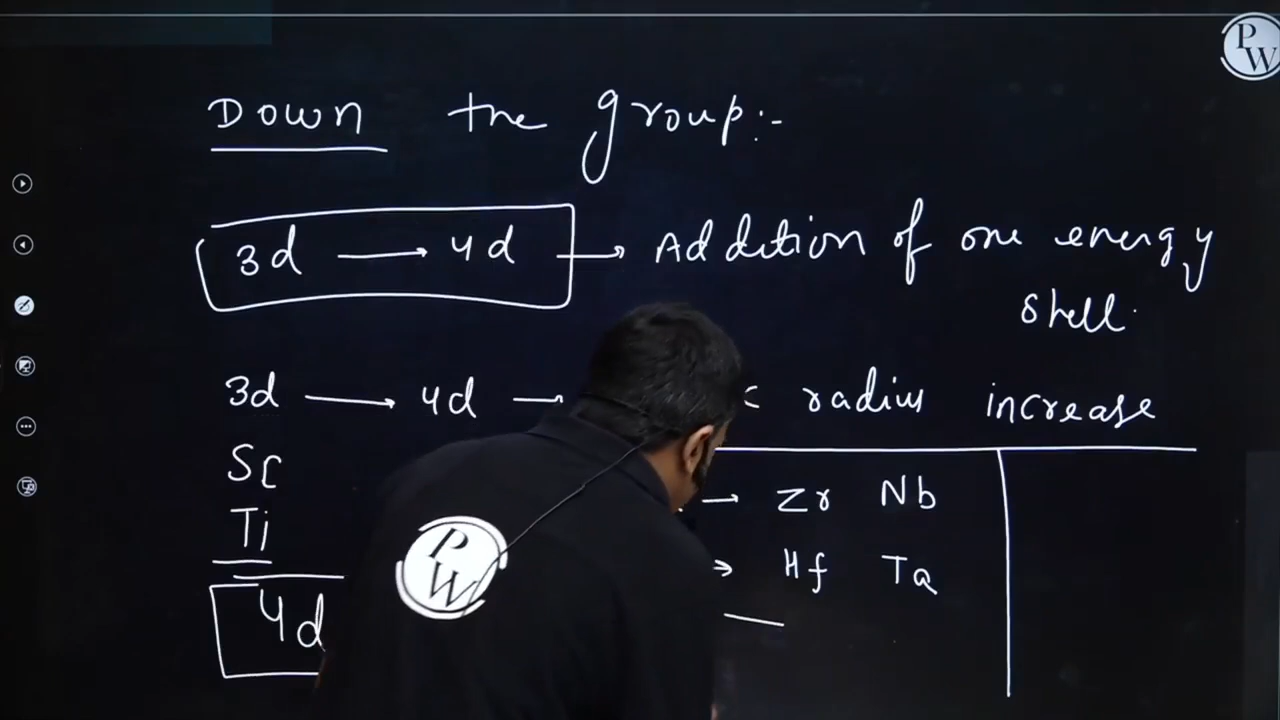 PW
Down the group:-
3d → 4d → Addition of one energy
shell.
3d → 4d → radius increase
Sc
Ti
→ Zr Nb
→ Hf Ta
4d
PW